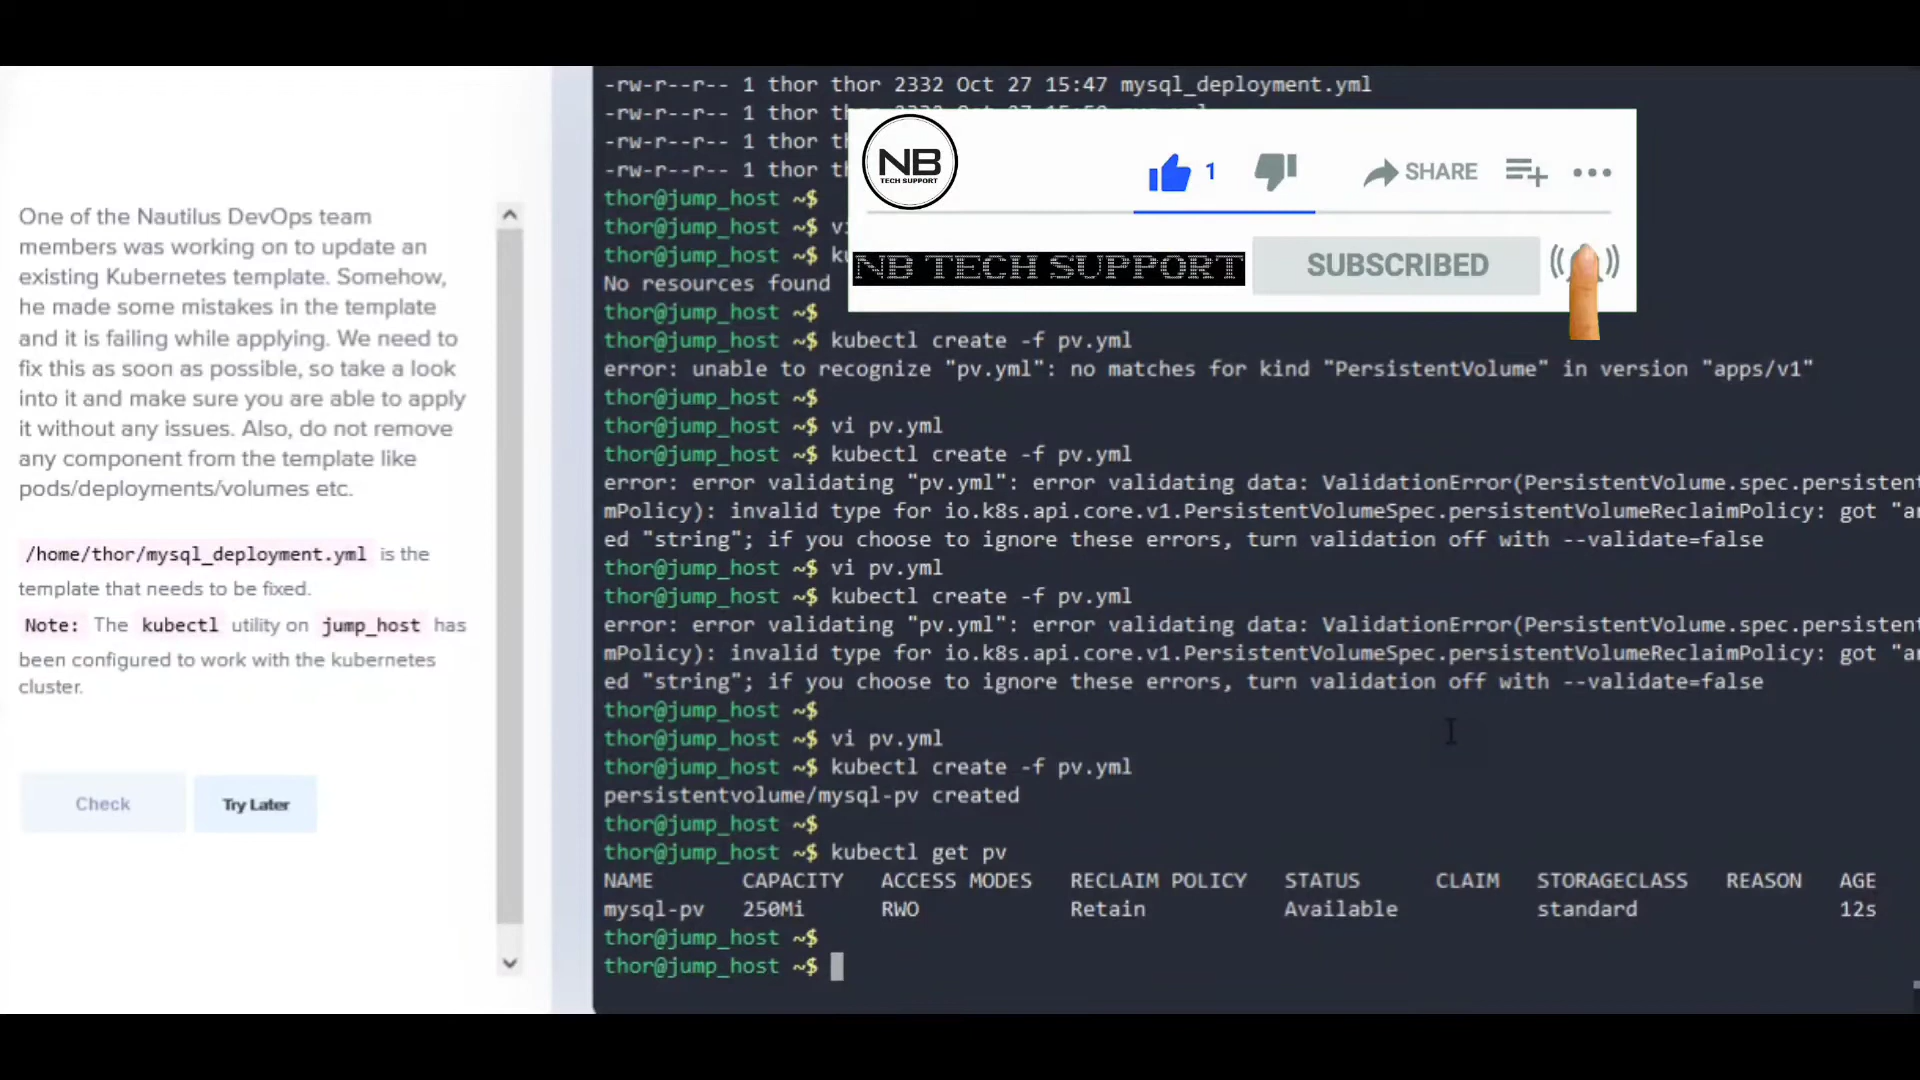 One of the Nautilus DevOps team
members was working on to update an
existing Kubernetes template. Somehow,
he made some mistakes in the template
and it is failing while applying. We need to
fix this as soon as possible, so take a look
into it and make sure you are able to apply
it without any issues. Also, do not remove
any component from the template like
pods/deployments/volumes etc.
/home/thor/mysql_deployment.yml is the
template that needs to be fixed.
Note: The kubectl utility on jump_host has
been configured to work with the kubernetes
cluster.
Check Try Later
-rw-r--r-- 1 thor thor 2332 Oct 27 15:47 mysql_deployment.yml
-rw-r--r-- 1 thor
-rw-r--r-- 1 thor
-rw-r--r-- 1 thor
thor@jump_host ~$
thor@jump_host ~$
thor@jump_host ~$
No resources found
thor@jump_host ~$
thor@jump_host ~$ kubectl create -f pv.yml
error: unable to recognize "pv.yml": no matches for kind "PersistentVolume" in version "apps/v1"
thor@jump_host ~$
thor@jump_host ~$ vi pv.yml
thor@jump_host ~$ kubectl create -f pv.yml
error: error validating "pv.yml": error validating data: ValidationError(PersistentVolume.spec.persistent
mPolicy): invalid type for io.k8s.api.core.v1.PersistentVolumeSpec.persistentVolumeReclaimPolicy: got "ar
ed "string"; if you choose to ignore these errors, turn validation off with --validate=false
thor@jump_host ~$ vi pv.yml
thor@jump_host ~$ kubectl create -f pv.yml
error: error validating "pv.yml": error validating data: ValidationError(PersistentVolume.spec.persistent
mPolicy): invalid type for io.k8s.api.core.v1.PersistentVolumeSpec.persistentVolumeReclaimPolicy: got "ar
ed "string"; if you choose to ignore these errors, turn validation off with --validate=false
thor@jump_host ~$
thor@jump_host ~$ vi pv.yml
thor@jump_host ~$ kubectl create -f pv.yml
persistentvolume/mysql-pv created
thor@jump_host ~$
thor@jump_host ~$ kubectl get pv
NAME CAPACITY ACCESS MODES RECLAIM POLICY STATUS CLAIM STORAGECLASS REASON AGE
mysql-pv 250Mi RWO Retain Available standard 12s
thor@jump_host ~$
thor@jump_host ~$
NB
TECH SUPPORT
1 SHARE
NB TECH SUPPORT SUBSCRIBED